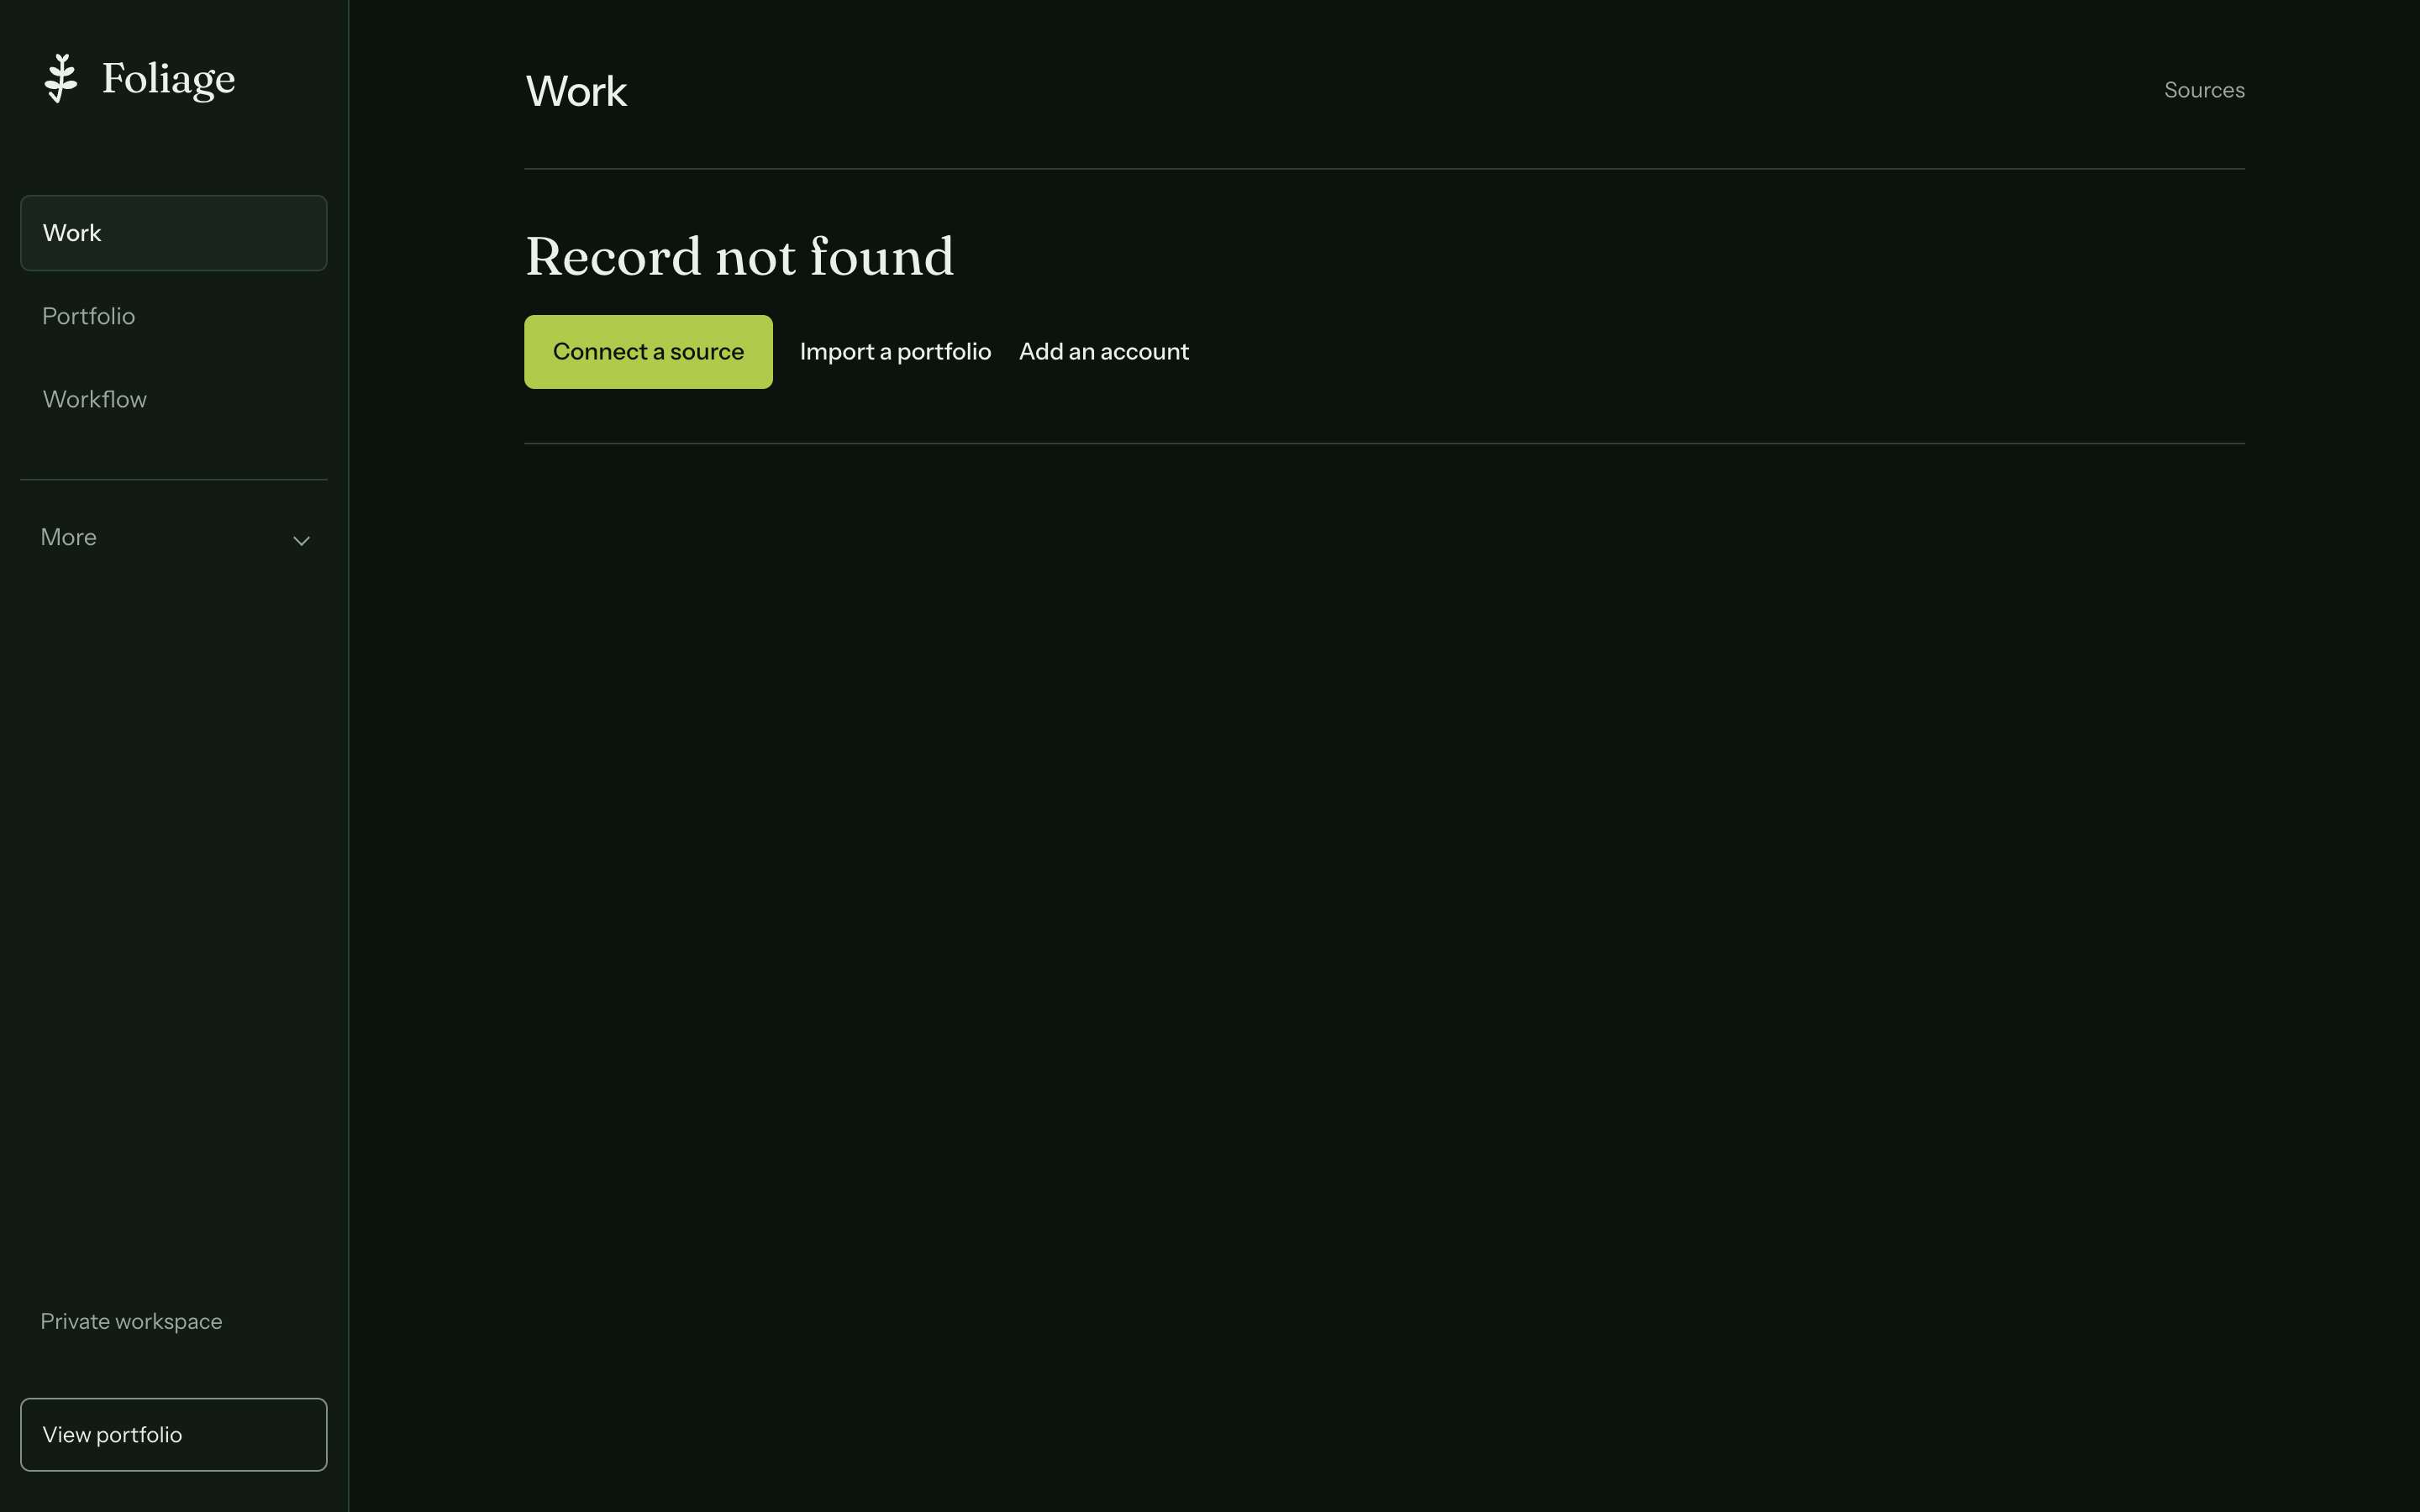 Foliage
Work
Portfolio
Workflow
More
Private workspace
View portfolio
Work
Sources
Record not found
Connect a source
Import a portfolio
Add an account